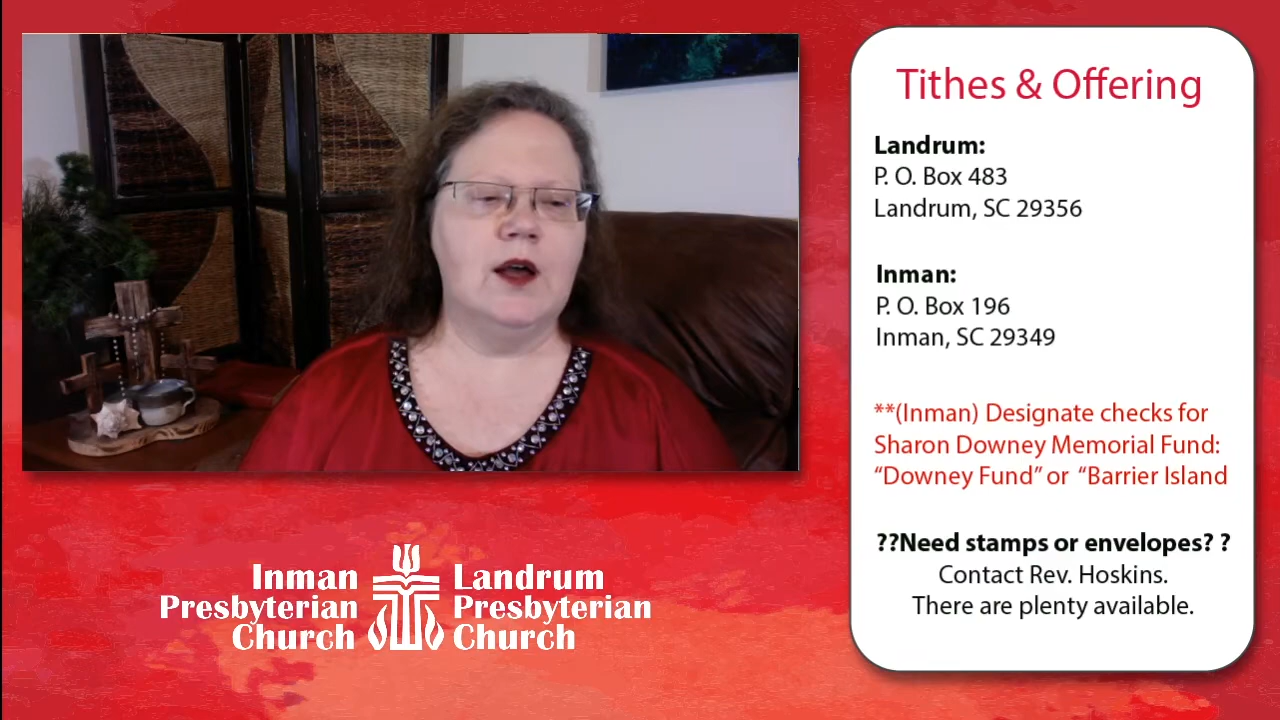 Tithes & Offering
Landrum:
P. O. Box 483
Landrum, SC 29356
Inman:
P. O. Box 196
Inman, SC 29349
**(Inman) Designate checks for
Sharon Downey Memorial Fund:
“Downey Fund” or “Barrier Island
??Need stamps or envelopes? ?
Contact Rev. Hoskins.
There are plenty available.
Inman
Presbyterian
Church
Landrum
Presbyterian
Church